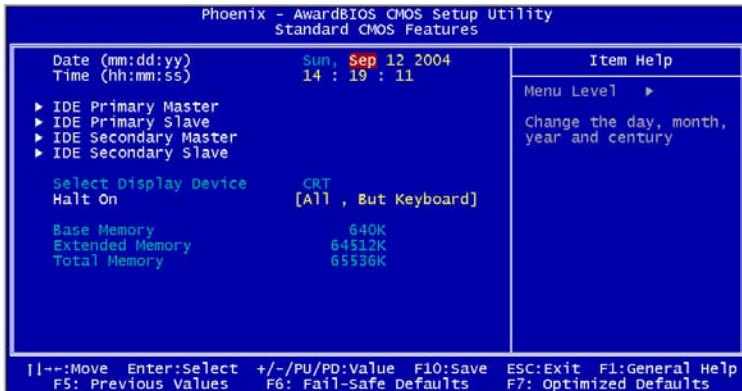 Phoenix - AwardBIOS CMOS Setup Utility
Standard CMOS Features
Date (mm:dd:yy) Sun, Sep 12 2004
Time (hh:mm:ss) 14 : 19 : 11
► IDE Primary Master
► IDE Primary Slave
► IDE Secondary Master
► IDE Secondary Slave
Select Display Device CRT
Halt On [All , But Keyboard]
Base Memory 640K
Extended Memory 64512K
Total Memory 65536K
Item Help
Menu Level ►
Change the day, month,
year and century
↑↓→←:Move Enter:Select +/-/PU/PD:Value F10:Save ESC:Exit F1:General Help
F5: Previous Values F6: Fail-Safe Defaults F7: Optimized Defaults